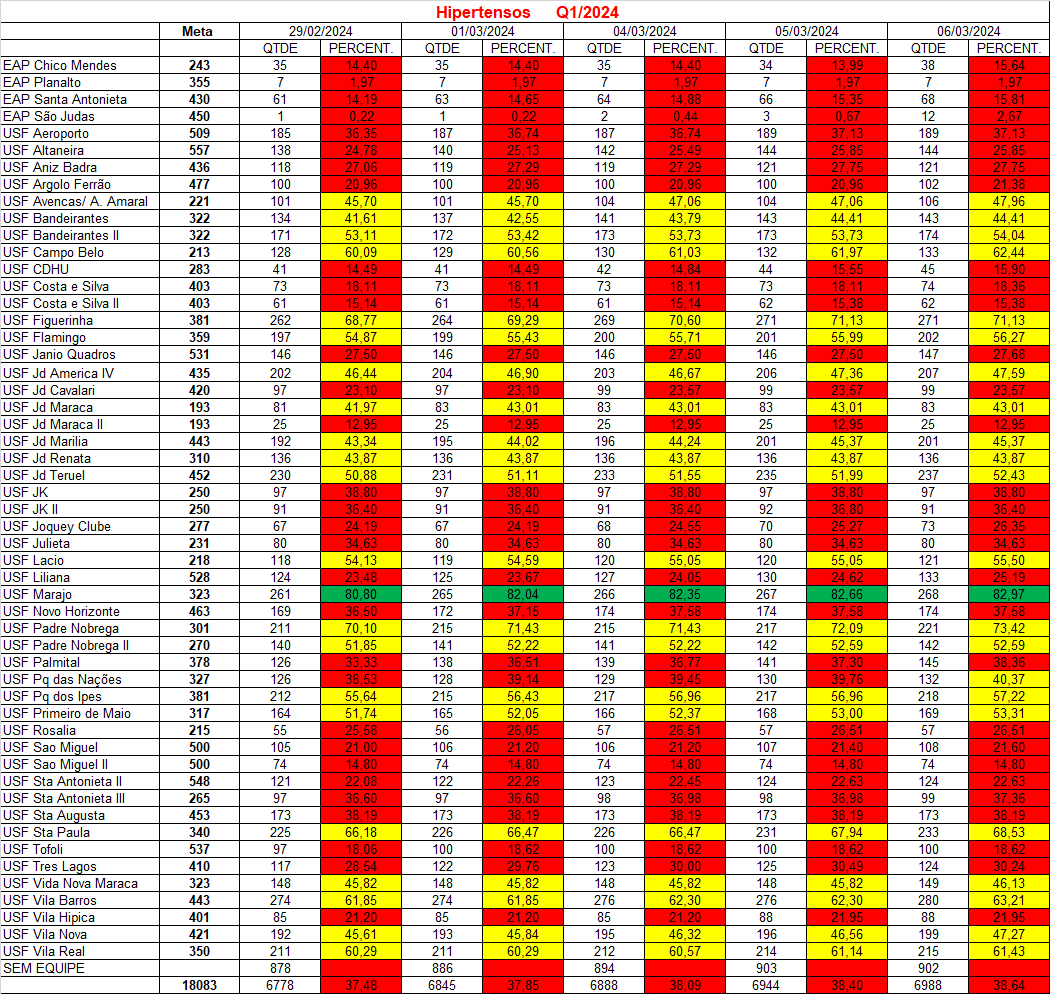 Hipertensos Q1/2024
Meta 29/02/2024 01/03/2024 04/03/2024 05/03/2024 06/03/2024
QTDE PERCENT. QTDE PERCENT. QTDE PERCENT. QTDE PERCENT. QTDE PERCENT.
EAP Chico Mendes 243 35 14,40 35 14,40 35 14,40 34 13,99 38 15,64
EAP Planalto 355 7 1,97 7 1,97 7 1,97 7 1,97 7 1,97
EAP Santa Antonieta 430 61 14,19 63 14,65 64 14,88 66 15,35 68 15,81
EAP São Judas 450 1 0,22 1 0,22 2 0,44 3 0,67 12 2,67
USF Aeroporto 509 185 36,35 187 36,74 187 36,74 189 37,13 189 37,13
USF Altaneira 557 138 24,78 140 25,13 142 25,49 144 25,85 144 25,85
USF Aniz Badra 436 118 27,06 119 27,29 119 27,29 121 27,75 121 27,75
USF Argolo Ferrão 477 100 20,96 100 20,96 100 20,96 100 20,96 102 21,38
USF Avencas/ A. Amaral 221 101 45,70 101 45,70 104 47,06 104 47,06 106 47,96
USF Bandeirantes 322 134 41,61 137 42,55 141 43,79 143 44,41 143 44,41
USF Bandeirantes II 322 171 53,11 172 53,42 173 53,73 173 53,73 174 54,04
USF Campo Belo 213 128 60,09 129 60,56 130 61,03 132 61,97 133 62,44
USF CDHU 283 41 14,49 41 14,49 42 14,84 44 15,55 45 15,90
USF Costa e Silva 403 73 18,11 73 18,11 73 18,11 73 18,11 74 18,36
USF Costa e Silva II 403 61 15,14 61 15,14 61 15,14 62 15,38 62 15,38
USF Figuerinha 381 262 68,77 264 69,29 269 70,60 271 71,13 271 71,13
USF Flamingo 359 197 54,87 199 55,43 200 55,71 201 55,99 202 56,27
USF Janio Quadros 531 146 27,50 146 27,50 146 27,50 146 27,50 147 27,68
USF Jd America IV 435 202 46,44 204 46,90 203 46,67 206 47,36 207 47,59
USF Jd Cavalari 420 97 23,10 97 23,10 99 23,57 99 23,57 99 23,57
USF Jd Maraca 193 81 41,97 83 43,01 83 43,01 83 43,01 83 43,01
USF Jd Maraca II 193 25 12,95 25 12,95 25 12,95 25 12,95 25 12,95
USF Jd Marilia 443 192 43,34 195 44,02 196 44,24 201 45,37 201 45,37
USF Jd Renata 310 136 43,87 136 43,87 136 43,87 136 43,87 136 43,87
USF Jd Teruel 452 230 50,88 231 51,11 233 51,55 235 51,99 237 52,43
USF JK 250 97 38,80 97 38,80 97 38,80 97 38,80 97 38,80
USF JK II 250 91 36,40 91 36,40 91 36,40 92 36,80 91 36,40
USF Joquey Clube 277 67 24,19 67 24,19 68 24,55 70 25,27 73 26,35
USF Julieta 231 80 34,63 80 34,63 80 34,63 80 34,63 80 34,63
USF Lacio 218 118 54,13 119 54,59 120 55,05 120 55,05 121 55,50
USF Liliana 528 124 23,48 125 23,67 127 24,05 130 24,62 133 25,19
USF Marajo 323 261 80,80 265 82,04 266 82,35 267 82,66 268 82,97
USF Novo Horizonte 463 169 36,50 172 37,15 174 37,58 174 37,58 174 37,58
USF Padre Nobrega 301 211 70,10 215 71,43 215 71,43 217 72,09 221 73,42
USF Padre Nobrega II 270 140 51,85 141 52,22 141 52,22 142 52,59 142 52,59
USF Palmital 378 126 33,33 138 36,51 139 36,77 141 37,30 145 38,36
USF Pq das Nações 327 126 38,53 128 39,14 129 39,45 130 39,76 132 40,37
USF Pq dos Ipes 381 212 55,64 215 56,43 217 56,96 217 56,96 218 57,22
USF Primeiro de Maio 317 164 51,74 165 52,05 166 52,37 168 53,00 169 53,31
USF Rosalia 215 55 25,58 56 26,05 57 26,51 57 26,51 57 26,51
USF Sao Miguel 500 105 21,00 106 21,20 106 21,20 107 21,40 108 21,60
USF Sao Miguel II 500 74 14,80 74 14,80 74 14,80 74 14,80 74 14,80
USF Sta Antonieta II 548 121 22,08 122 22,26 123 22,45 124 22,63 124 22,63
USF Sta Antonieta III 265 97 36,60 97 36,60 98 36,98 98 36,98 99 37,36
USF Sta Augusta 453 173 38,19 173 38,19 173 38,19 173 38,19 173 38,19
USF Sta Paula 340 225 66,18 226 66,47 226 66,47 231 67,94 233 68,53
USF Tofoli 537 97 18,06 100 18,62 100 18,62 100 18,62 100 18,62
USF Tres Lagos 410 117 28,54 122 29,76 123 30,00 125 30,49 124 30,24
USF Vida Nova Maraca 323 148 45,82 148 45,82 148 45,82 148 45,82 149 46,13
USF Vila Barros 443 274 61,85 274 61,85 276 62,30 276 62,30 280 63,21
USF Vila Hipica 401 85 21,20 85 21,20 85 21,20 88 21,95 88 21,95
USF Vila Nova 421 192 45,61 193 45,84 195 46,32 196 46,56 199 47,27
USF Vila Real 350 211 60,29 211 60,29 212 60,57 214 61,14 215 61,43
SEM EQUIPE 878 886 894 903 902
18083 6778 37,48 6845 37,85 6888 38,09 6944 38,40 6988 38,64